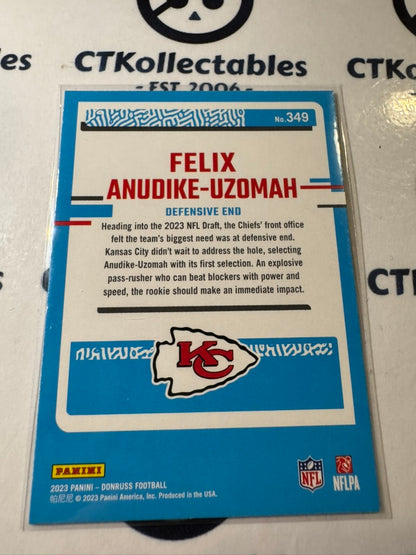 CTKollectables
- EST 2006 -
CTKollectables
- EST
No.349
FELIX
ANUDIKE-UZOMAH
DEFENSIVE END
Heading into the 2023 NFL Draft, the Chiefs' front office
felt the team's biggest need was at defensive end.
Kansas City didn't wait to address the hole, selecting
Anudike-Uzomah with its first selection. An explosive
pass-rusher who can beat blockers with power and
speed, the rookie should make an immediate impact.
KC
PANINI
2023 PANINI – DONRUSS FOOTBALL
帕尼尼 © 2023 Panini America, Inc. Produced in the USA.
NFL
NFLPA